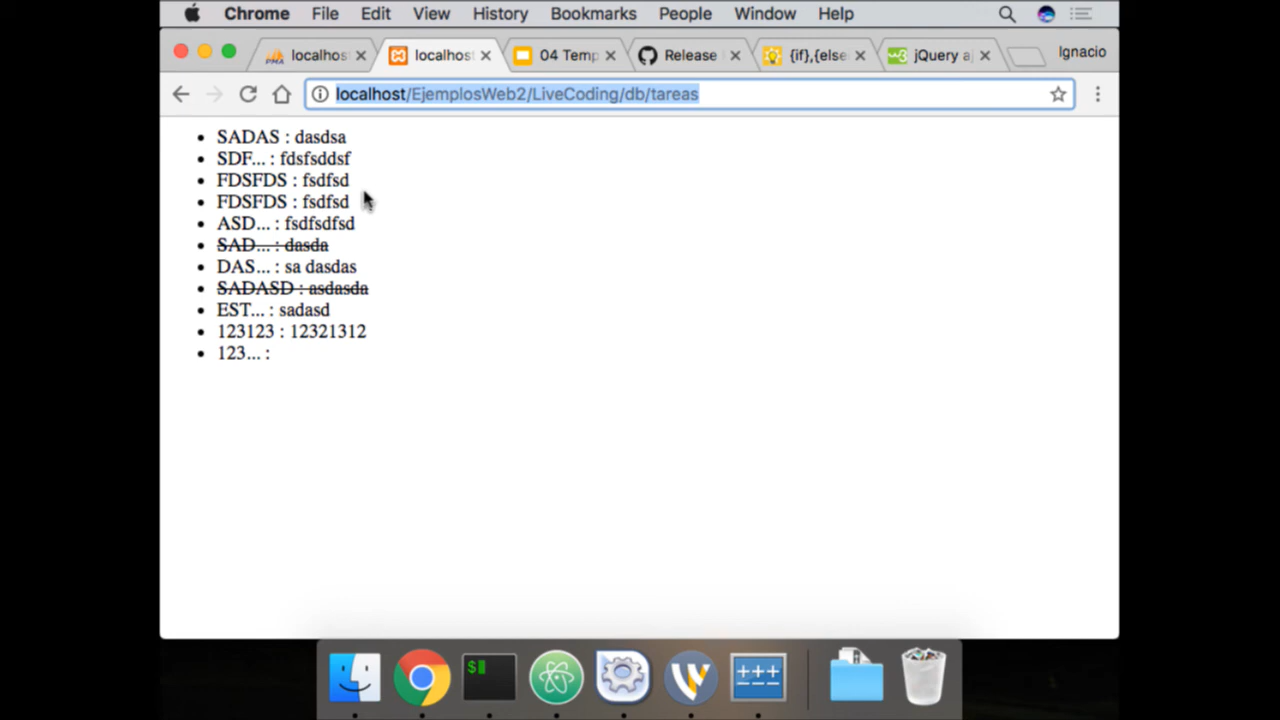 Chrome File Edit View History Bookmarks People Window Help
localhost localhost 04 Temp Release {if},{else jQuery aj Ignacio
localhost/EjemplosWeb2/LiveCoding/db/tareas
SADAS : dasdsa
SDF... : fdsfsddsf
FDSFDS : fsdfsd
FDSFDS : fsdfsd
ASD... : fsdfsdfsd
SAD... : dasda
DAS... : sa dasdas
SADASD : asdasda
EST... : sadasd
123123 : 12321312
123... :